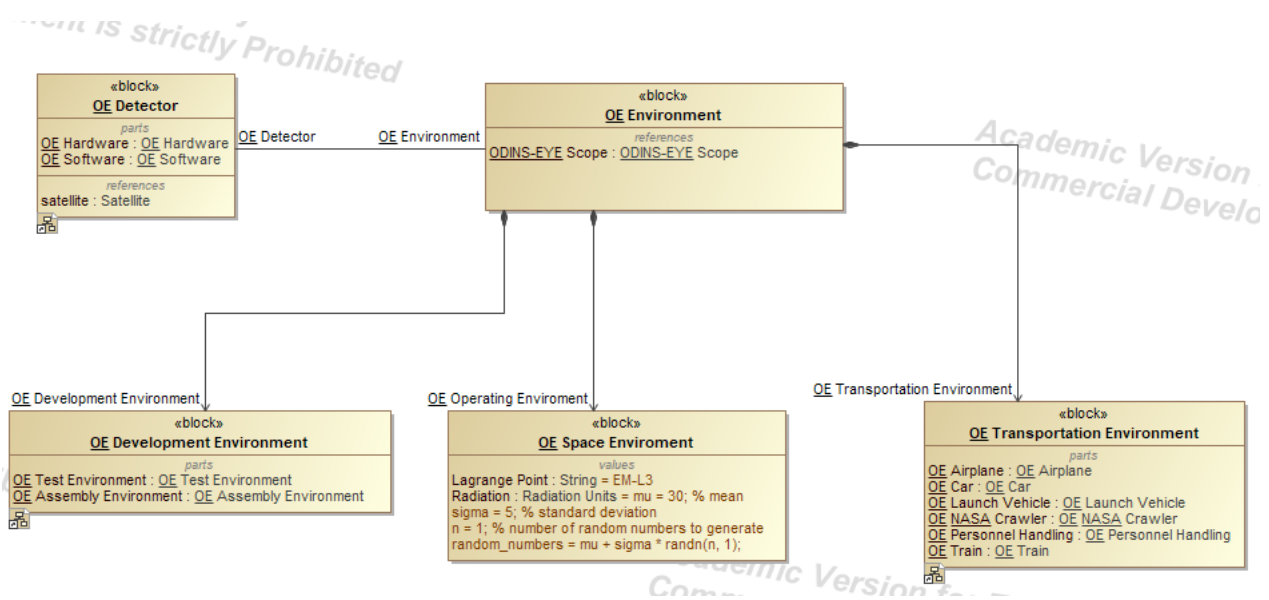 ent is strictly Prohibited
«block»
OE Detector
parts
OE Hardware : OE Hardware
OE Software : OE Software
references
satellite : Satellite
OE Detector
OE Environment
«block»
OE Environment
references
ODINS-EYE Scope : ODINS-EYE Scope
Academic Version
Commercial Develo
OE Development Environment
«block»
OE Development Environment
parts
OE Test Environment : OE Test Environment
OE Assembly Environment : OE Assembly Environment
OE Operating Enviroment
«block»
OE Space Enviroment
values
Lagrange Point : String = EM-L3
Radiation : Radiation Units = mu = 30; % mean
sigma = 5; % standard deviation
n = 1; % number of random numbers to generate
random_numbers = mu + sigma * randn(n, 1);
OE Transportation Environment
«block»
OE Transportation Environment
parts
OE Airplane : OE Airplane
OE Car : OE Car
OE Launch Vehicle : OE Launch Vehicle
OE NASA Crawler : OE NASA Crawler
OE Personnel Handling : OE Personnel Handling
OE Train : OE Train
ademic Version for